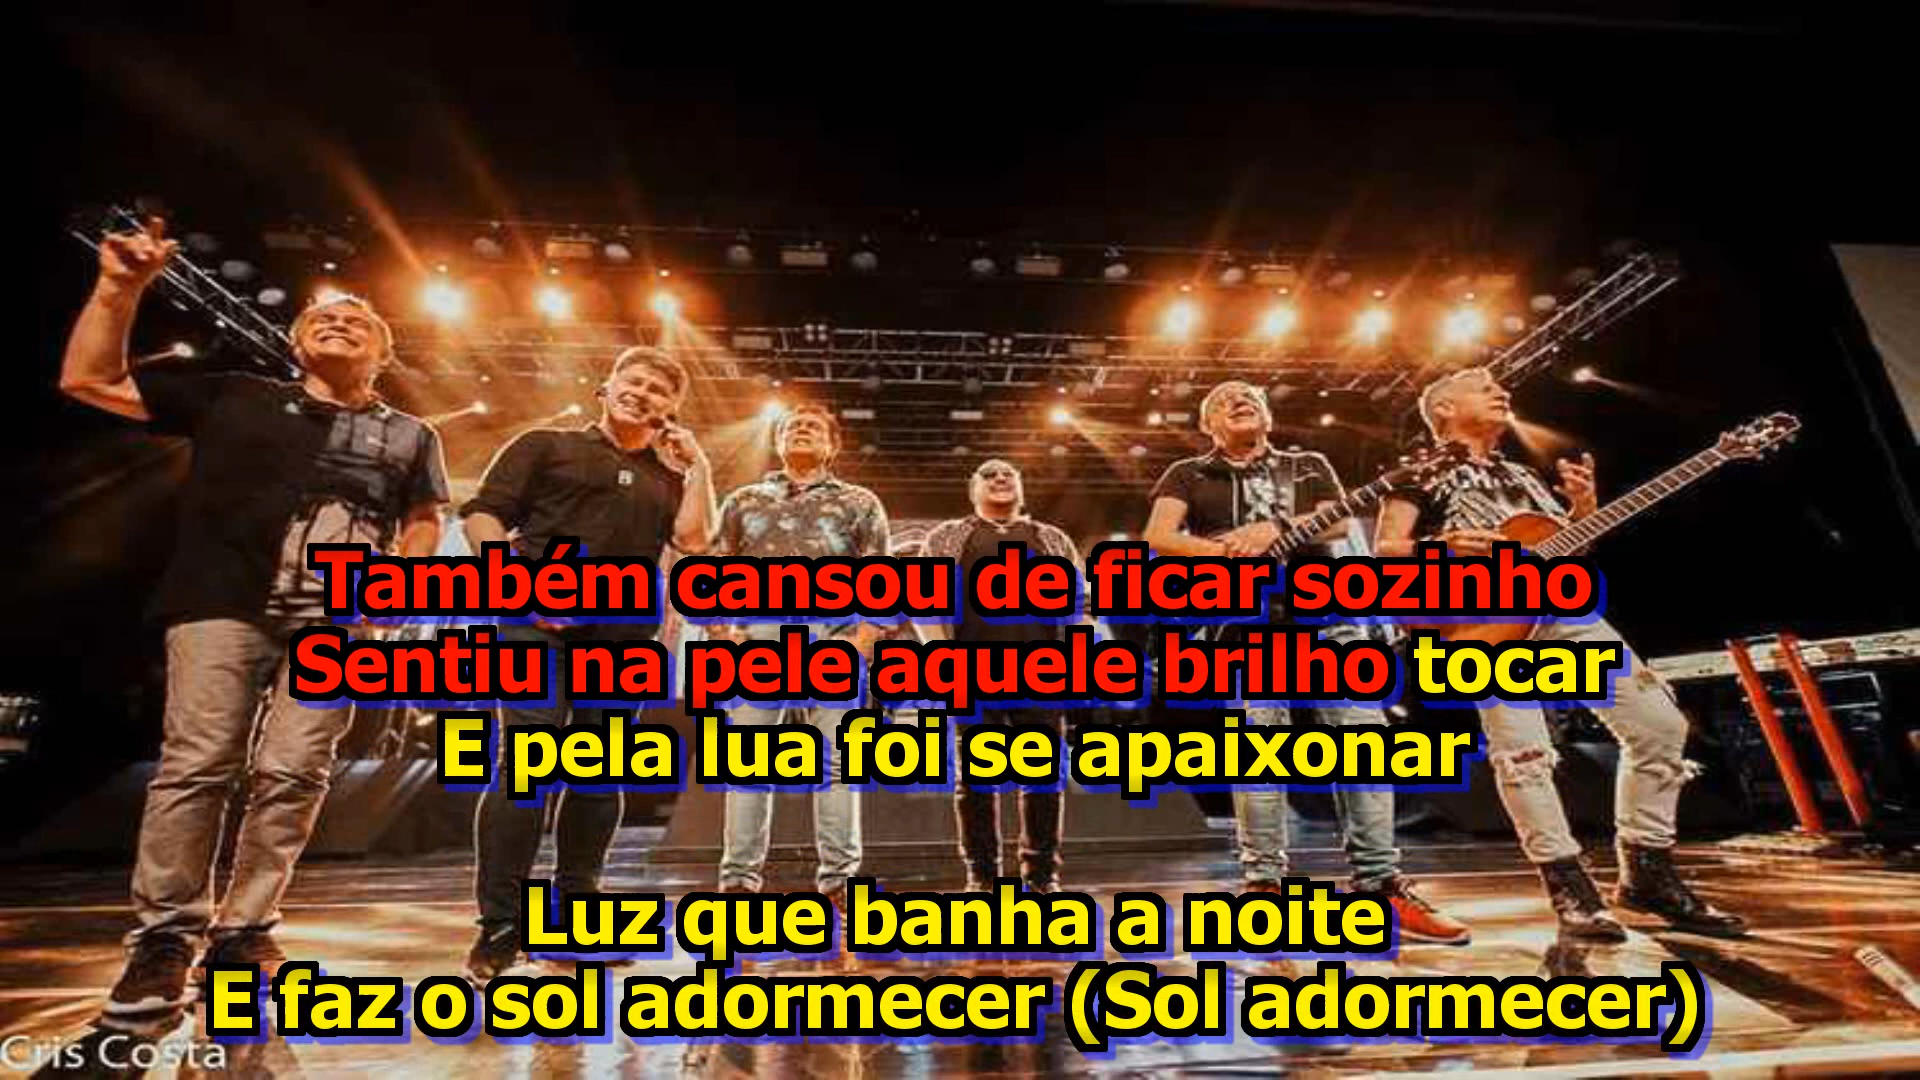 Também cansou de ficar sozinho
Sentiu na pele aquele brilho tocar
E pela lua foi se apaixonar
Luz que banha a noite
E faz o sol adormecer (Sol adormecer)
Cris Costa